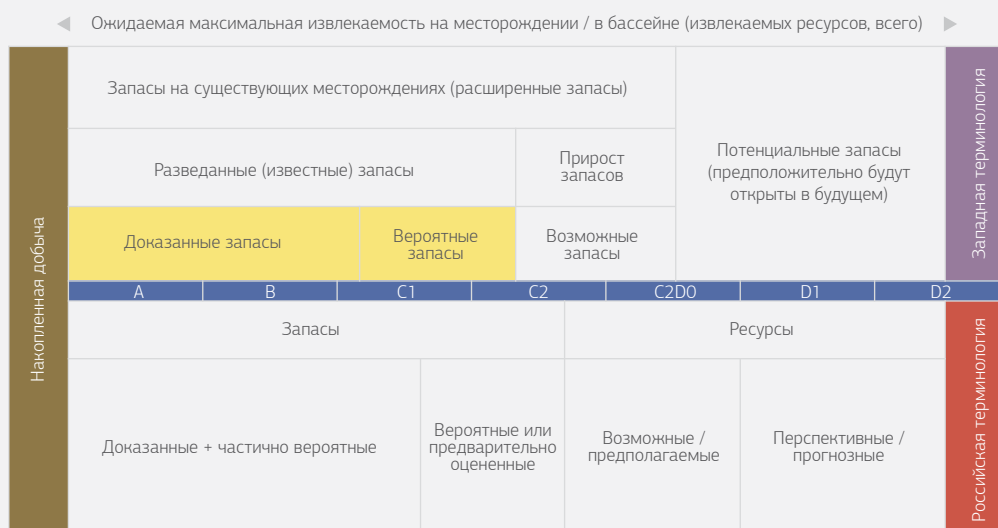 Ожидаемая максимальная извлекаемость на месторождении / в бассейне (извлекаемых ресурсов, всего)
Накопленная добыча
Запасы на существующих месторождениях (расширенные запасы)
Разведанные (известные) запасы
Прирост
запасов
Потенциальные запасы
(предположительно будут
открыты в будущем)
Доказанные запасы
Вероятные
запасы
Возможные
запасы
Западная терминология
A
B
C1
C2
C2D0
D1
D2
Запасы
Ресурсы
Доказанные + частично вероятные
Вероятные или
предварительно
оцененные
Возможные /
предполагаемые
Перспективные /
прогнозные
Российская терминология